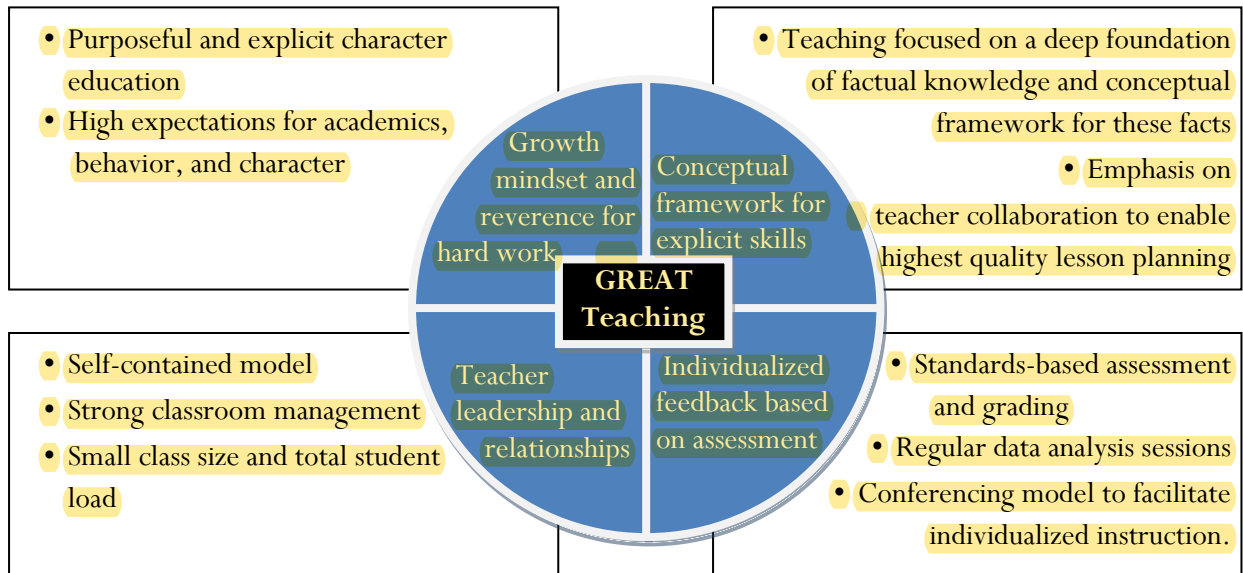 • Purposeful and explicit character
education
• High expectations for academics,
behavior, and character
• Teaching focused on a deep foundation
of factual knowledge and conceptual
framework for these facts
• Emphasis on
teacher collaboration to enable
highest quality lesson planning
Growth
mindset and
reverence for
hard work
Conceptual
framework for
explicit skills
GREAT
Teaching
Teacher
leadership and
relationships
Individualized
feedback based
on assessment
• Self-contained model
• Strong classroom management
• Small class size and total student
load
• Standards-based assessment
and grading
• Regular data analysis sessions
• Conferencing model to facilitate
individualized instruction.